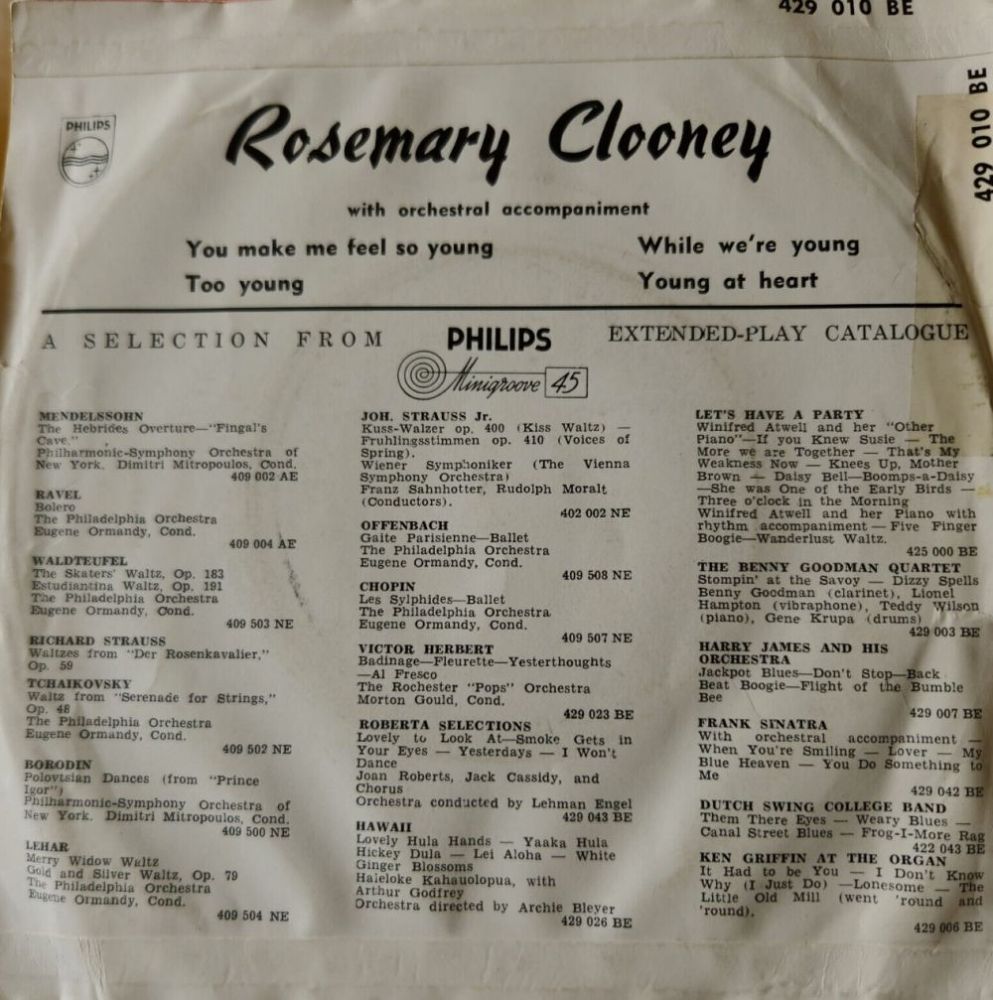 429 010 BE
429 010 BE
PHILIPS
Rosemary Clooney
with orchestral accompaniment
You make me feel so young
Too young
While we're young
Young at heart
A SELECTION FROM PHILIPS EXTENDED-PLAY CATALOGUE
Minigroove 45
MENDELSSOHN
The Hebrides Overture—"Fingal's
Cave."
Philharmonic-Symphony Orchestra of
New York. Dimitri Mitropoulos, Cond.
409 002 AE
RAVEL
Bolero
The Philadelphia Orchestra
Eugene Ormandy, Cond.
409 004 AE
WALDTEUFEL
The Skaters' Waltz, Op. 183
Estudiantina Waltz, Op. 191
The Philadelphia Orchestra
Eugene Ormandy, Cond.
409 503 NE
RICHARD STRAUSS
Waltzes from "Der Rosenkavalier,"
Op. 59
TCHAIKOVSKY
Waltz from "Serenade for Strings,"
Op. 48
The Philadelphia Orchestra
Eugene Ormandy, Cond.
409 502 NE
BORODIN
Polovtsian Dances (from "Prince
Igor")
Philharmonic-Symphony Orchestra of
New York. Dimitri Mitropoulos, Cond.
409 500 NE
LEHAR
Merry Widow Waltz
Gold and Silver Waltz, Op. 79
The Philadelphia Orchestra
Eugene Ormandy, Cond.
409 504 NE
JOH. STRAUSS Jr.
Kuss-Walzer op. 400 (Kiss Waltz) —
Fruhlingsstimmen op. 410 (Voices of
Spring).
Wiener Symphoniker (The Vienna
Symphony Orchestra)
Franz Sahnhotter, Rudolph Moralt
(Conductors).
402 002 NE
OFFENBACH
Gaite Parisienne—Ballet
The Philadelphia Orchestra
Eugene Ormandy, Cond.
409 508 NE
CHOPIN
Les Sylphides—Ballet
The Philadelphia Orchestra
Eugene Ormandy, Cond.
409 507 NE
VICTOR HERBERT
Badinage—Fleurette—Yesterthoughts
—Al Fresco
The Rochester "Pops" Orchestra
Morton Gould, Cond.
429 023 BE
ROBERTA SELECTIONS
Lovely to Look At—Smoke Gets in
Your Eyes — Yesterdays — I Won't
Dance
Joan Roberts, Jack Cassidy, and
Chorus
Orchestra conducted by Lehman Engel
429 043 BE
HAWAII
Lovely Hula Hands — Yaaka Hula
Hickey Dula — Lei Aloha — White
Ginger Blossoms
Haleloke Kahauolopua, with
Arthur Godfrey
Orchestra directed by Archie Bleyer
429 026 BE
LET'S HAVE A PARTY
Winifred Atwell and her "Other
Piano"—If you Knew Susie — The
More we are Together — That's My
Weakness Now — Knees Up, Mother
Brown — Daisy Bell—Boomps-a-Daisy
—She was One of the Early Birds —
Three o'clock in the Morning
Winifred Atwell and her Piano with
rhythm accompaniment — Five Finger
Boogie—Wanderlust Waltz.
425 000 BE
THE BENNY GOODMAN QUARTET
Stompin' at the Savoy — Dizzy Spells
Benny Goodman (clarinet), Lionel
Hampton (vibraphone), Teddy Wilson
(piano), Gene Krupa (drums)
429 003 BE
HARRY JAMES AND HIS
ORCHESTRA
Jackpot Blues—Don't Stop—Back
Beat Boogie—Flight of the Bumble
Bee
429 007 BE
FRANK SINATRA
With orchestral accompaniment —
When You're Smiling — Lover — My
Blue Heaven — You Do Something to
Me
429 042 BE
DUTCH SWING COLLEGE BAND
Them There Eyes — Weary Blues —
Canal Street Blues — Frog-I-More Rag
422 043 BE
KEN GRIFFIN AT THE ORGAN
It Had to be You — I Don't Know
Why (I Just Do) —Lonesome — The
Little Old Mill (went 'round and
'round).
429 006 BE